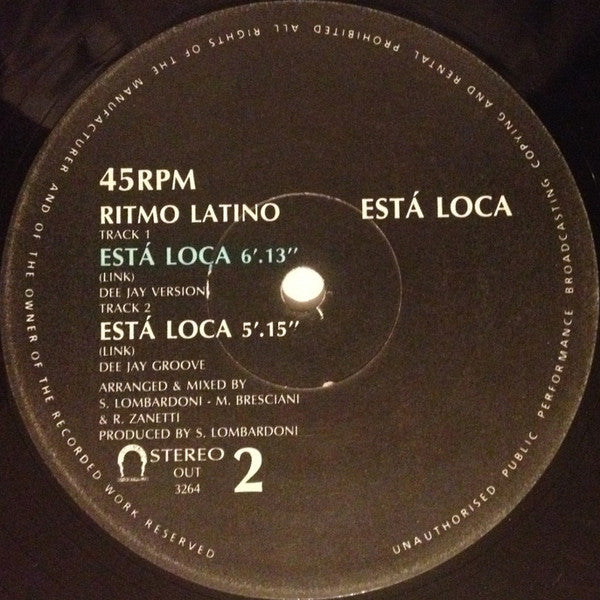 45RPM
RITMO LATINO
ESTÁ LOCA
TRACK 1
ESTÁ LOCA 6'.13''
(LINK)
DEE JAY VERSION
TRACK 2
ESTÁ LOCA 5'.15''
(LINK)
DEE JAY GROOVE
ARRANGED & MIXED BY
S. LOMBARDONI - M. BRESCIANI
& R. ZANETTI
PRODUCED BY S. LOMBARDONI
STEREO
OUT
3264
2
ALL RIGHTS OF THE MANUFACTURER AND OF THE OWNER OF THE RECORDED WORK RESERVED
UNAUTHORISED PUBLIC PERFORMANCE BROADCASTING COPYING AND RENTAL PROHIBITED